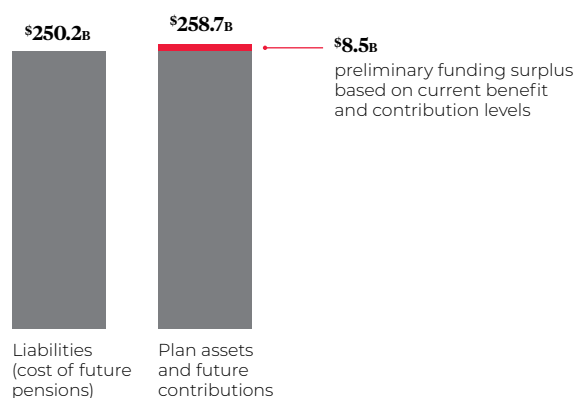 $250.2B
$258.7B
$8.5B
preliminary funding surplus
based on current benefit
and contribution levels
Liabilities
(cost of future
pensions)
Plan assets
and future
contributions